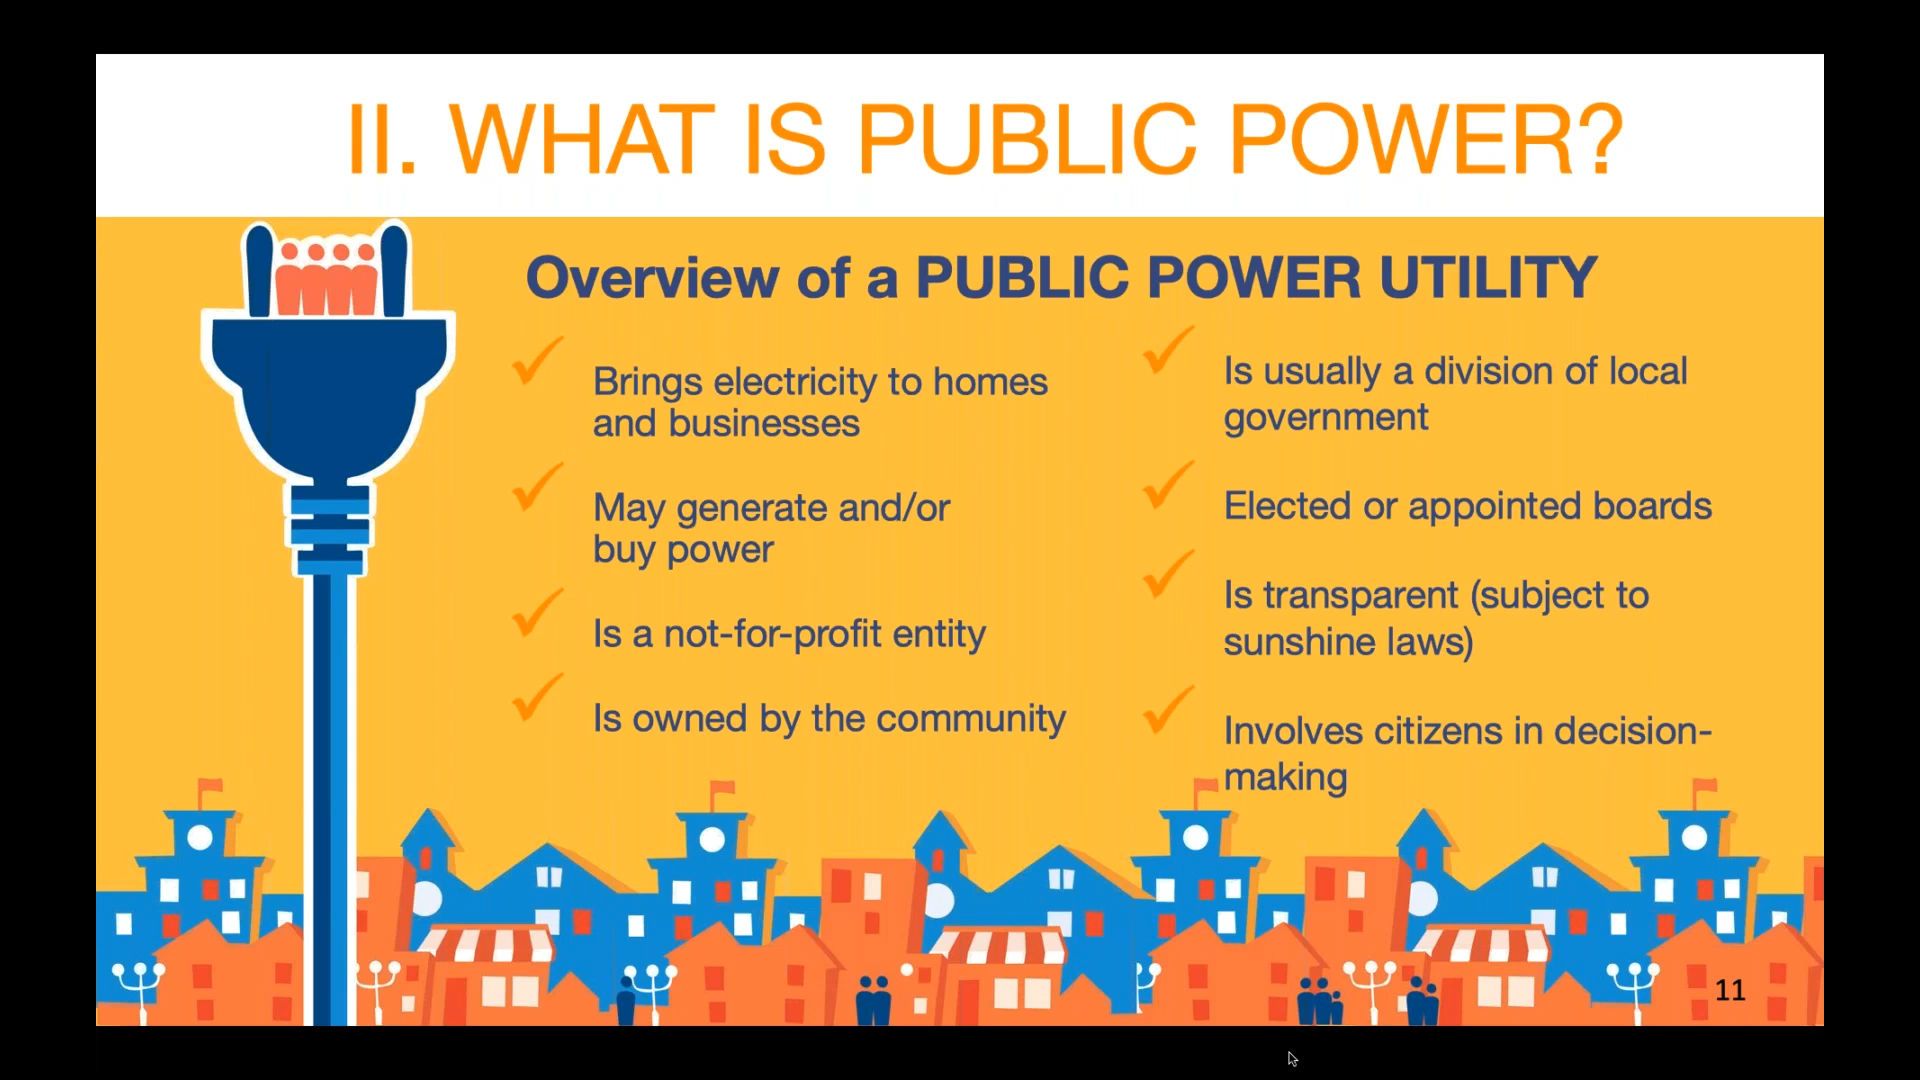 II. WHAT IS PUBLIC POWER?
Overview of a PUBLIC POWER UTILITY
Brings electricity to homes
and businesses
May generate and/or
buy power
Is a not-for-profit entity
Is owned by the community
Is usually a division of local
government
Elected or appointed boards
Is transparent (subject to
sunshine laws)
Involves citizens in decision-
making
11